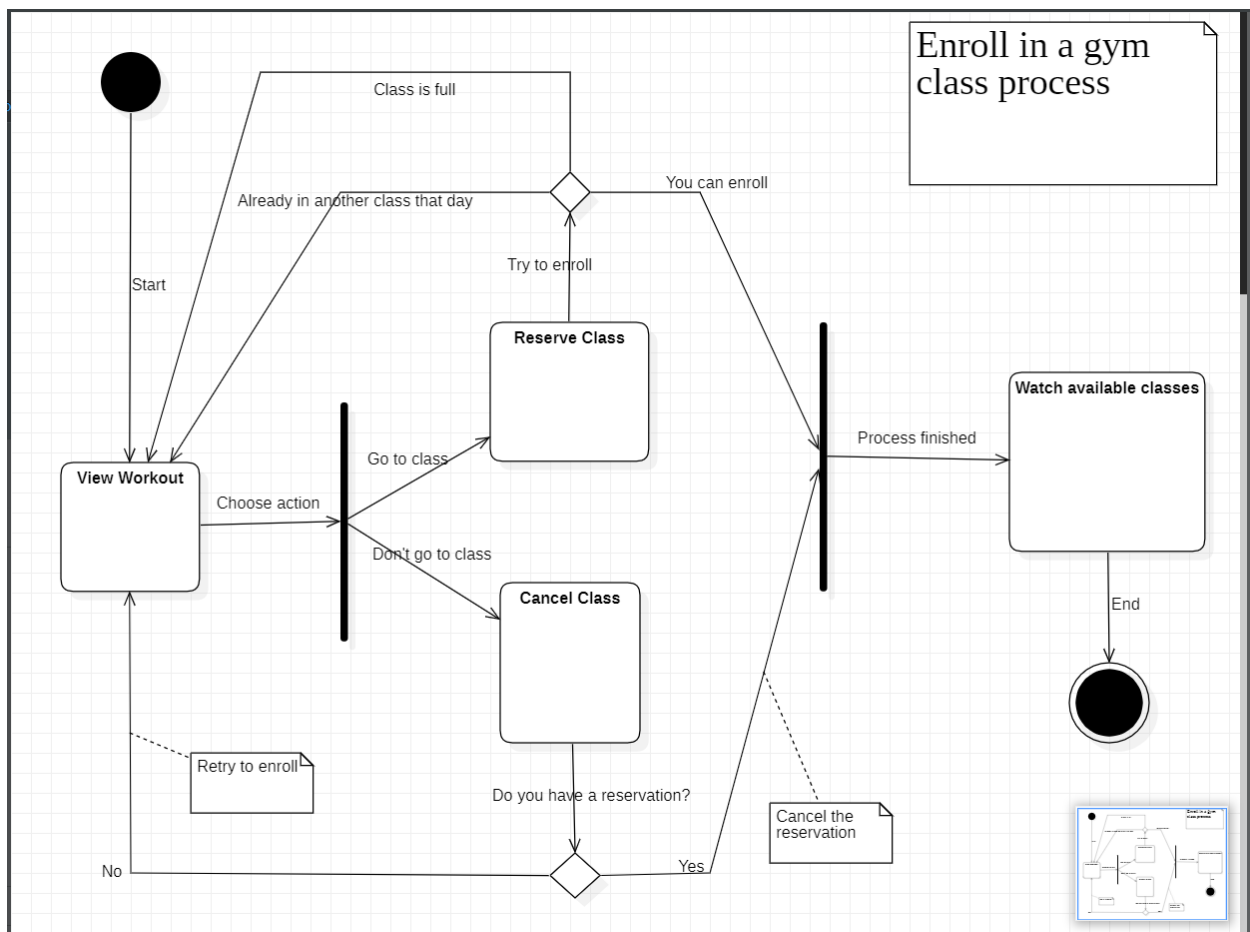 Enroll in a gym
class process
Class is full
You can enroll
Already in another class that day
Try to enroll
Start
Reserve Class
Watch available classes
Process finished
Go to class
View Workout
Choose action
Don't go to class
Cancel Class
End
Retry to enroll
Do you have a reservation?
Cancel the
reservation
Yes
No